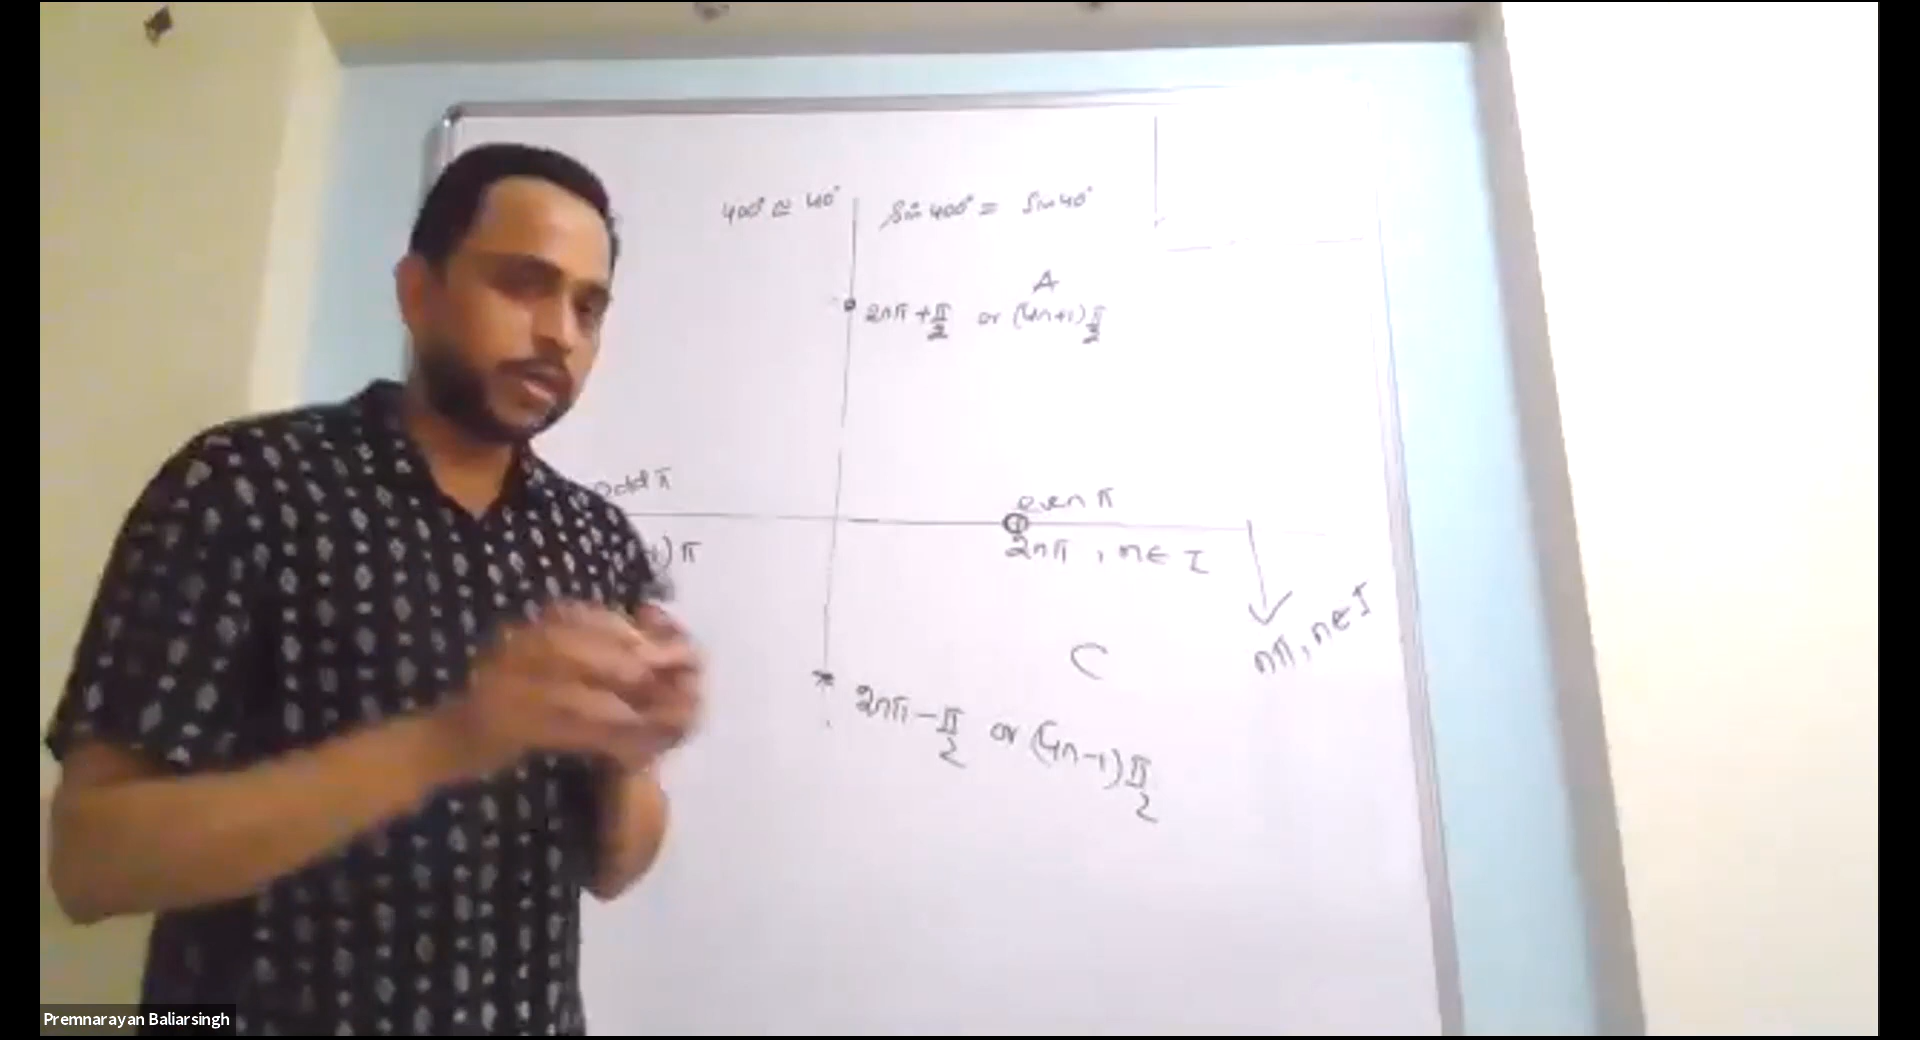 400° ≅ 40°
sin 400° = sin 40°
A
2nπ + π/2 or (4n+1) π/2
odd π
even π
)π
2nπ , n ∈ I
nπ, n ∈ I
C
2nπ - π/2 or (4n-1) π/2
Premnarayan Baliarsingh